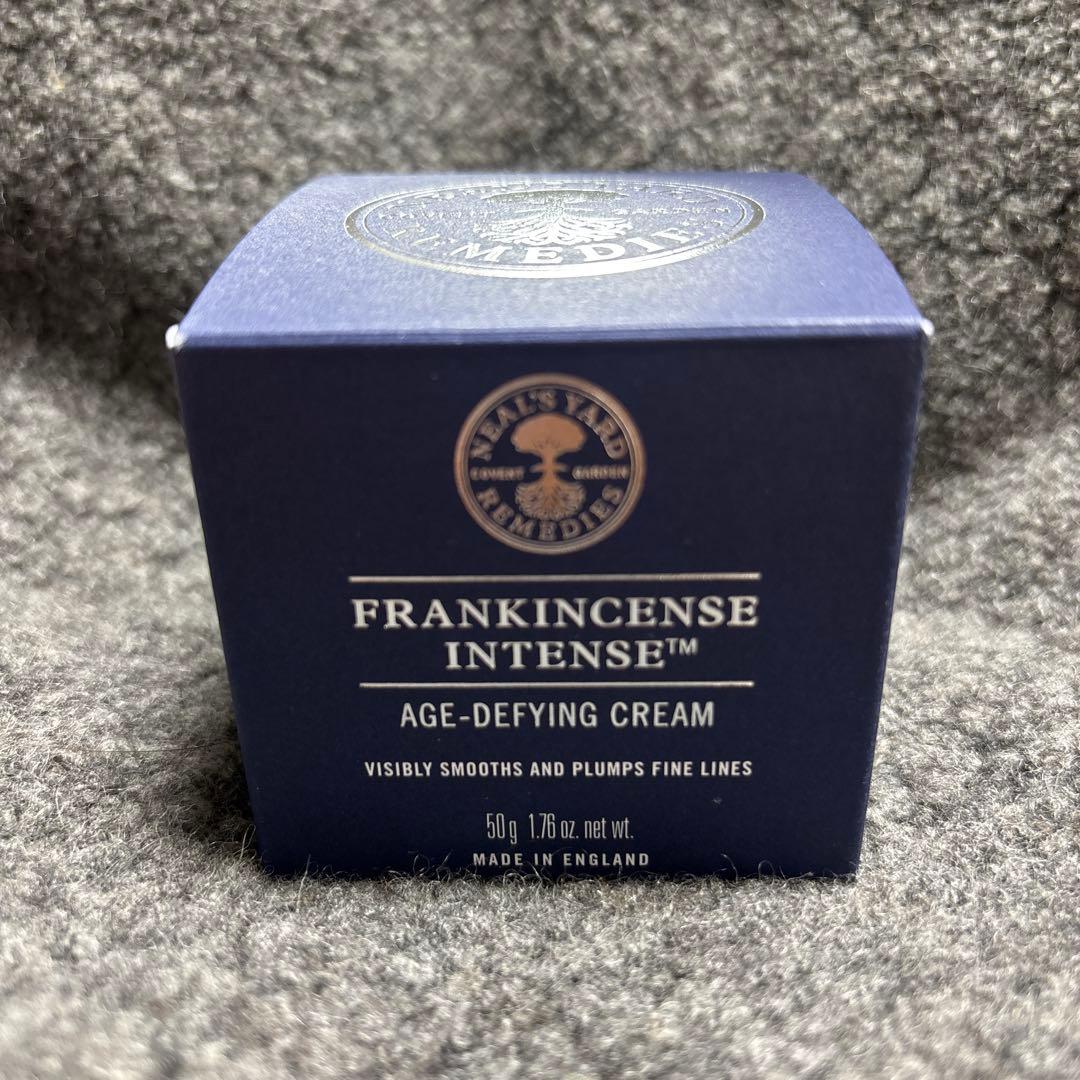 REMEDIES
NEAL'S YARD
COVENT GARDEN
REMEDIES
FRANKINCENSE
INTENSE™
AGE-DEFYING CREAM
VISIBLY SMOOTHS AND PLUMPS FINE LINES
50g 1.76 oz. net wt.
MADE IN ENGLAND